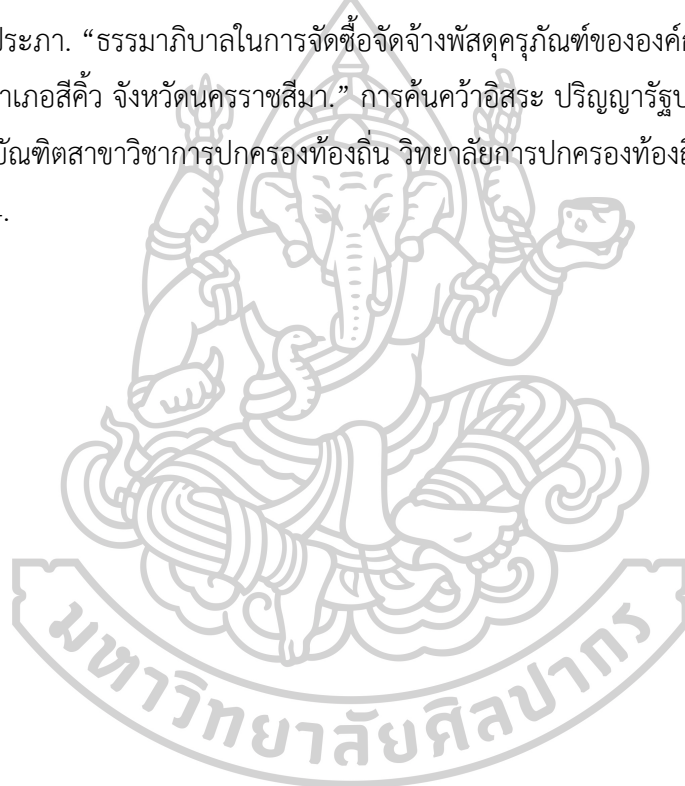 ประภา. “ธรรมาภิบาลในการจัดซื้อจัดจ้างพัสดุครุภัณฑ์ขององค์ก
าเภอสีคิ้ว จังหวัดนครราชสีมา.” การค้นคว้าอิสระ ปริญญารัฐป
บัณฑิตสาขาวิชาการปกครองท้องถิ่น วิทยาลัยการปกครองท้องถิ
.
มหาวิทยาลัยศิลปากร